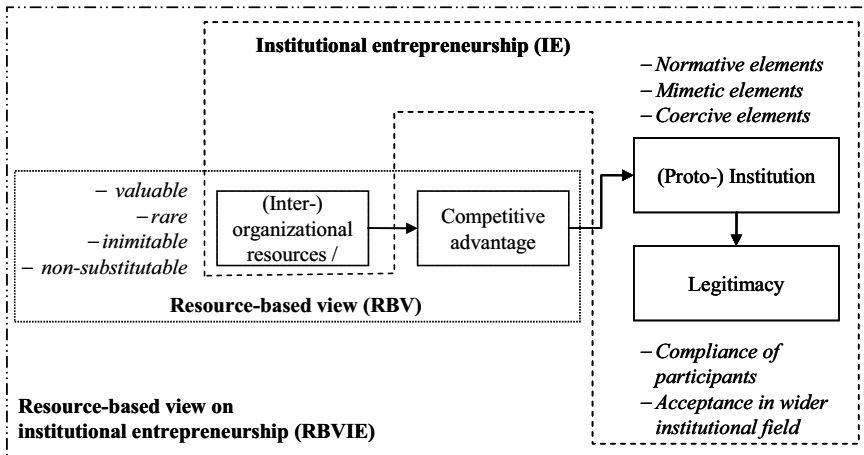 Institutional entrepreneurship (IE)
– Normative elements
– Mimetic elements
– Coercive elements
(Proto-) Institution
– valuable
– rare
– inimitable
– non-substitutable
(Inter-)
organizational
resources /
Competitive
advantage
Legitimacy
Resource-based view (RBV)
– Compliance of
participants
– Acceptance in wider
institutional field
Resource-based view on
institutional entrepreneurship (RBVIE)